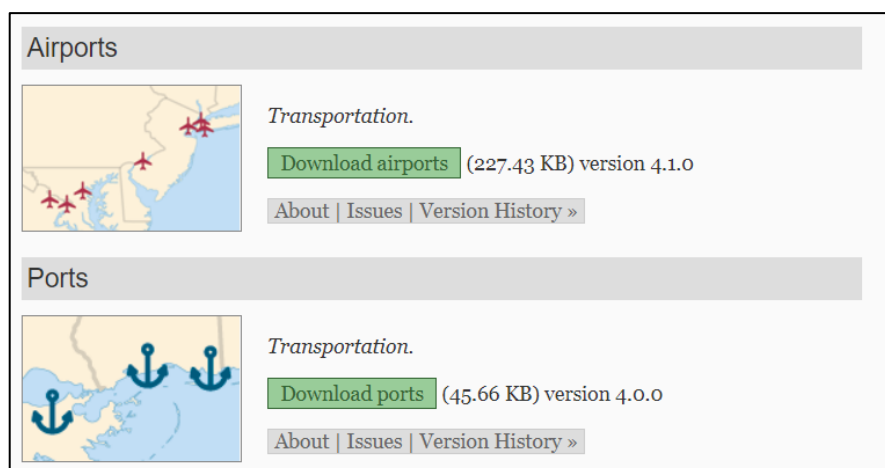 Airports
Transportation.
Download airports (227.43 KB) version 4.1.0
About | Issues | Version History »
Ports
Transportation.
Download ports (45.66 KB) version 4.0.0
About | Issues | Version History »